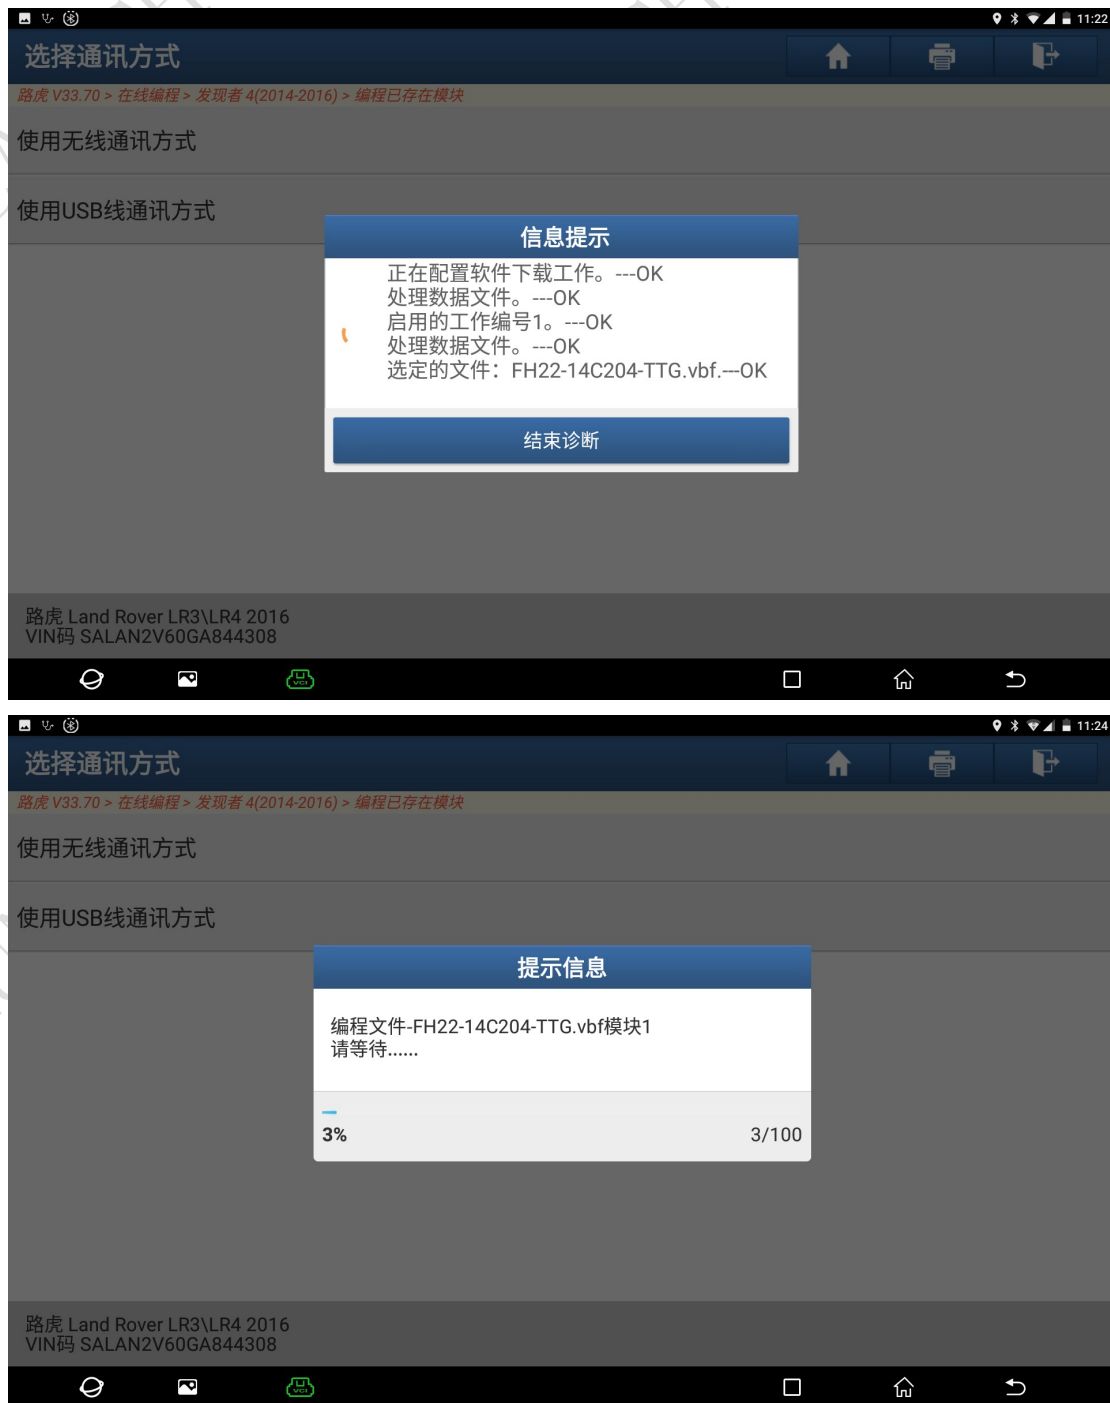 11:22
选择通讯方式
路虎 V33.70 > 在线编程 > 发现者 4(2014-2016) > 编程已存在模块
使用无线通讯方式
使用USB线通讯方式
信息提示
正在配置软件下载工作。---OK
处理数据文件。---OK
启用的工作编号1。---OK
处理数据文件。---OK
选定的文件：FH22-14C204-TTG.vbf.---OK
结束诊断
路虎 Land Rover LR3\LR4 2016
VIN码 SALAN2V60GA844308
VCI
11:24
选择通讯方式
路虎 V33.70 > 在线编程 > 发现者 4(2014-2016) > 编程已存在模块
使用无线通讯方式
使用USB线通讯方式
提示信息
编程文件-FH22-14C204-TTG.vbf模块1
请等待......
3% 3/100
路虎 Land Rover LR3\LR4 2016
VIN码 SALAN2V60GA844308
VCI